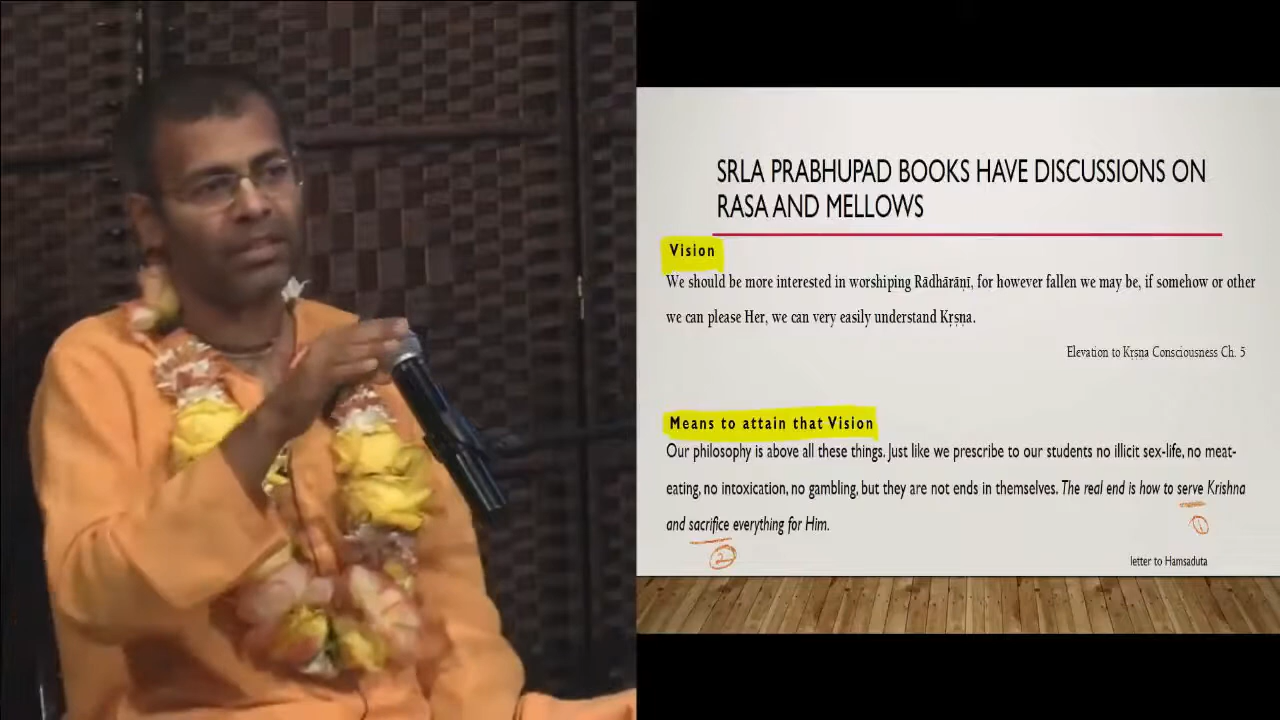 SRLA PRABHUPAD BOOKS HAVE DISCUSSIONS ON
RASA AND MELLOWS
Vision
We should be more interested in worshiping Rādhārāṇī, for however fallen we may be, if somehow or other
we can please Her, we can very easily understand Kṛṣṇa.
Elevation to Kṛṣṇa Consciousness Ch. 5
Means to attain that Vision
Our philosophy is above all these things. Just like we prescribe to our students no illicit sex-life, no meat-
eating, no intoxication, no gambling, but they are not ends in themselves. The real end is how to serve Krishna
and sacrifice everything for Him.
1
2
letter to Hamsaduta